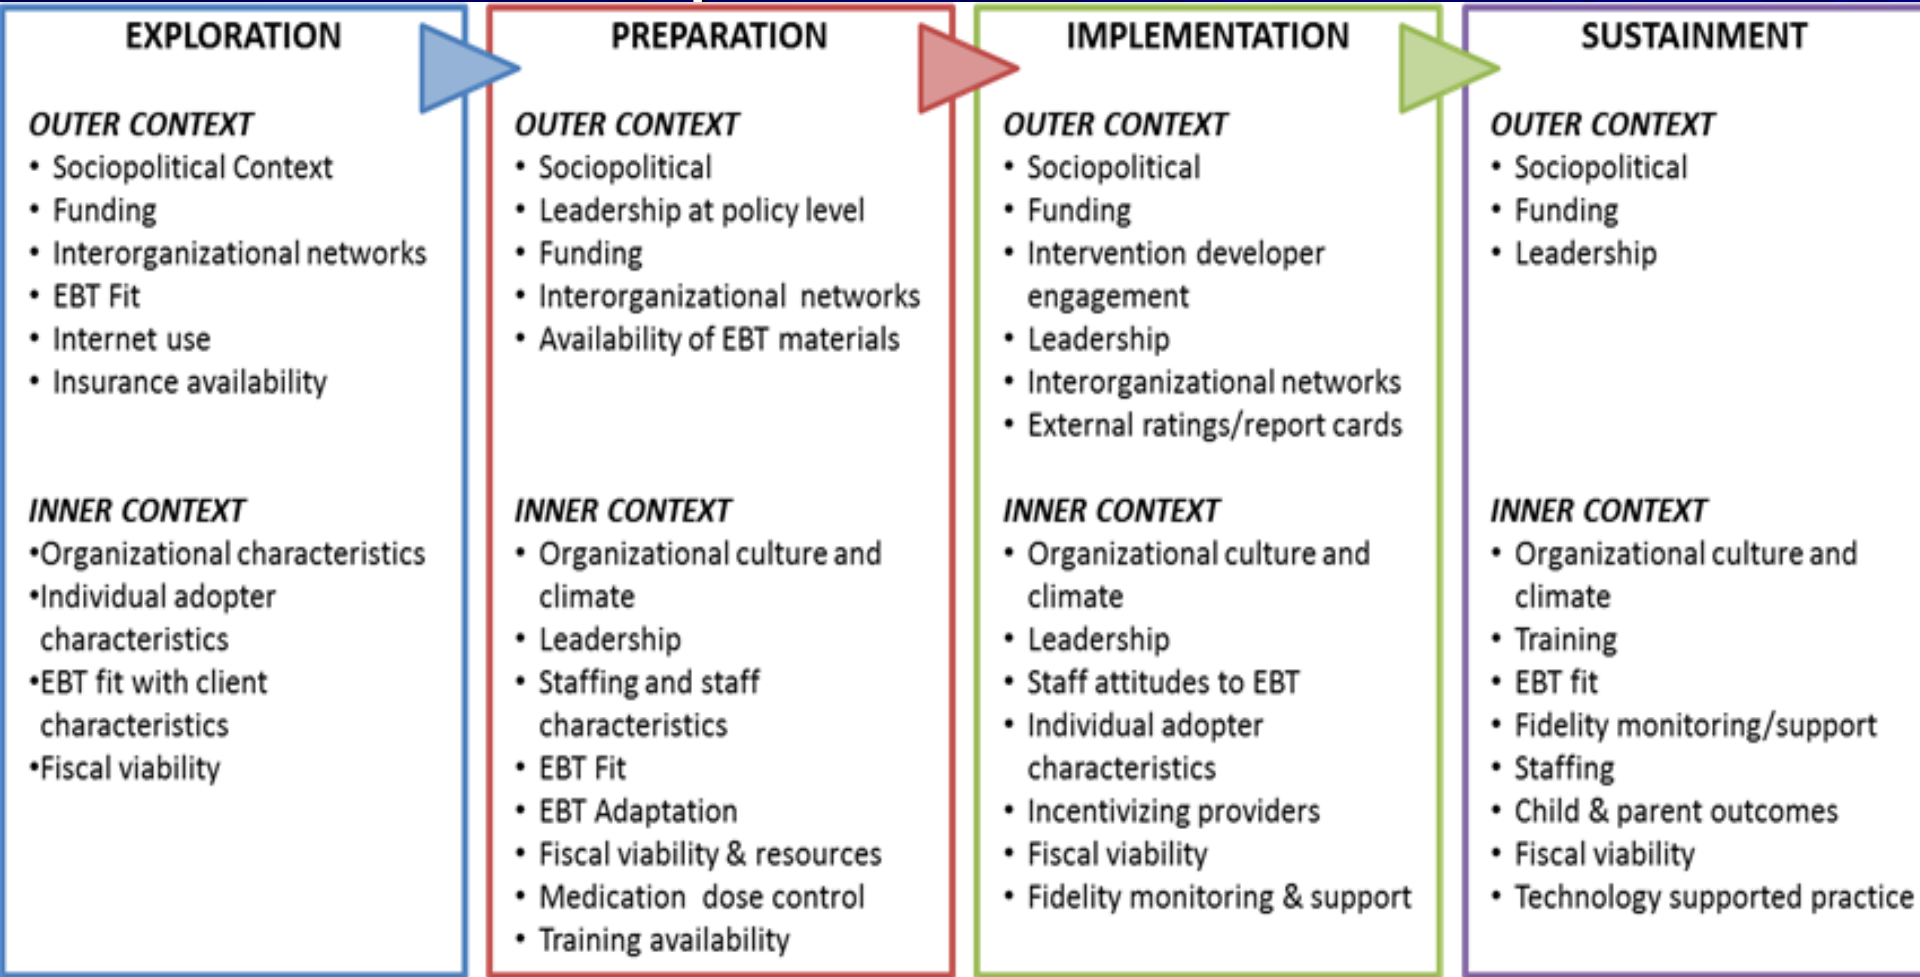 EXPLORATION
OUTER CONTEXT
• Sociopolitical Context
• Funding
• Interorganizational networks
• EBT Fit
• Internet use
• Insurance availability
INNER CONTEXT
•Organizational characteristics
•Individual adopter
characteristics
•EBT fit with client
characteristics
•Fiscal viability
PREPARATION
OUTER CONTEXT
• Sociopolitical
• Leadership at policy level
• Funding
• Interorganizational networks
• Availability of EBT materials
INNER CONTEXT
• Organizational culture and
climate
• Leadership
• Staffing and staff
characteristics
• EBT Fit
• EBT Adaptation
• Fiscal viability & resources
• Medication dose control
• Training availability
IMPLEMENTATION
OUTER CONTEXT
• Sociopolitical
• Funding
• Intervention developer
engagement
• Leadership
• Interorganizational networks
• External ratings/report cards
INNER CONTEXT
• Organizational culture and
climate
• Leadership
• Staff attitudes to EBT
• Individual adopter
characteristics
• Incentivizing providers
• Fiscal viability
• Fidelity monitoring & support
SUSTAINMENT
OUTER CONTEXT
• Sociopolitical
• Funding
• Leadership
INNER CONTEXT
• Organizational culture and
climate
• Training
• EBT fit
• Fidelity monitoring/support
• Staffing
• Child & parent outcomes
• Fiscal viability
• Technology supported practice